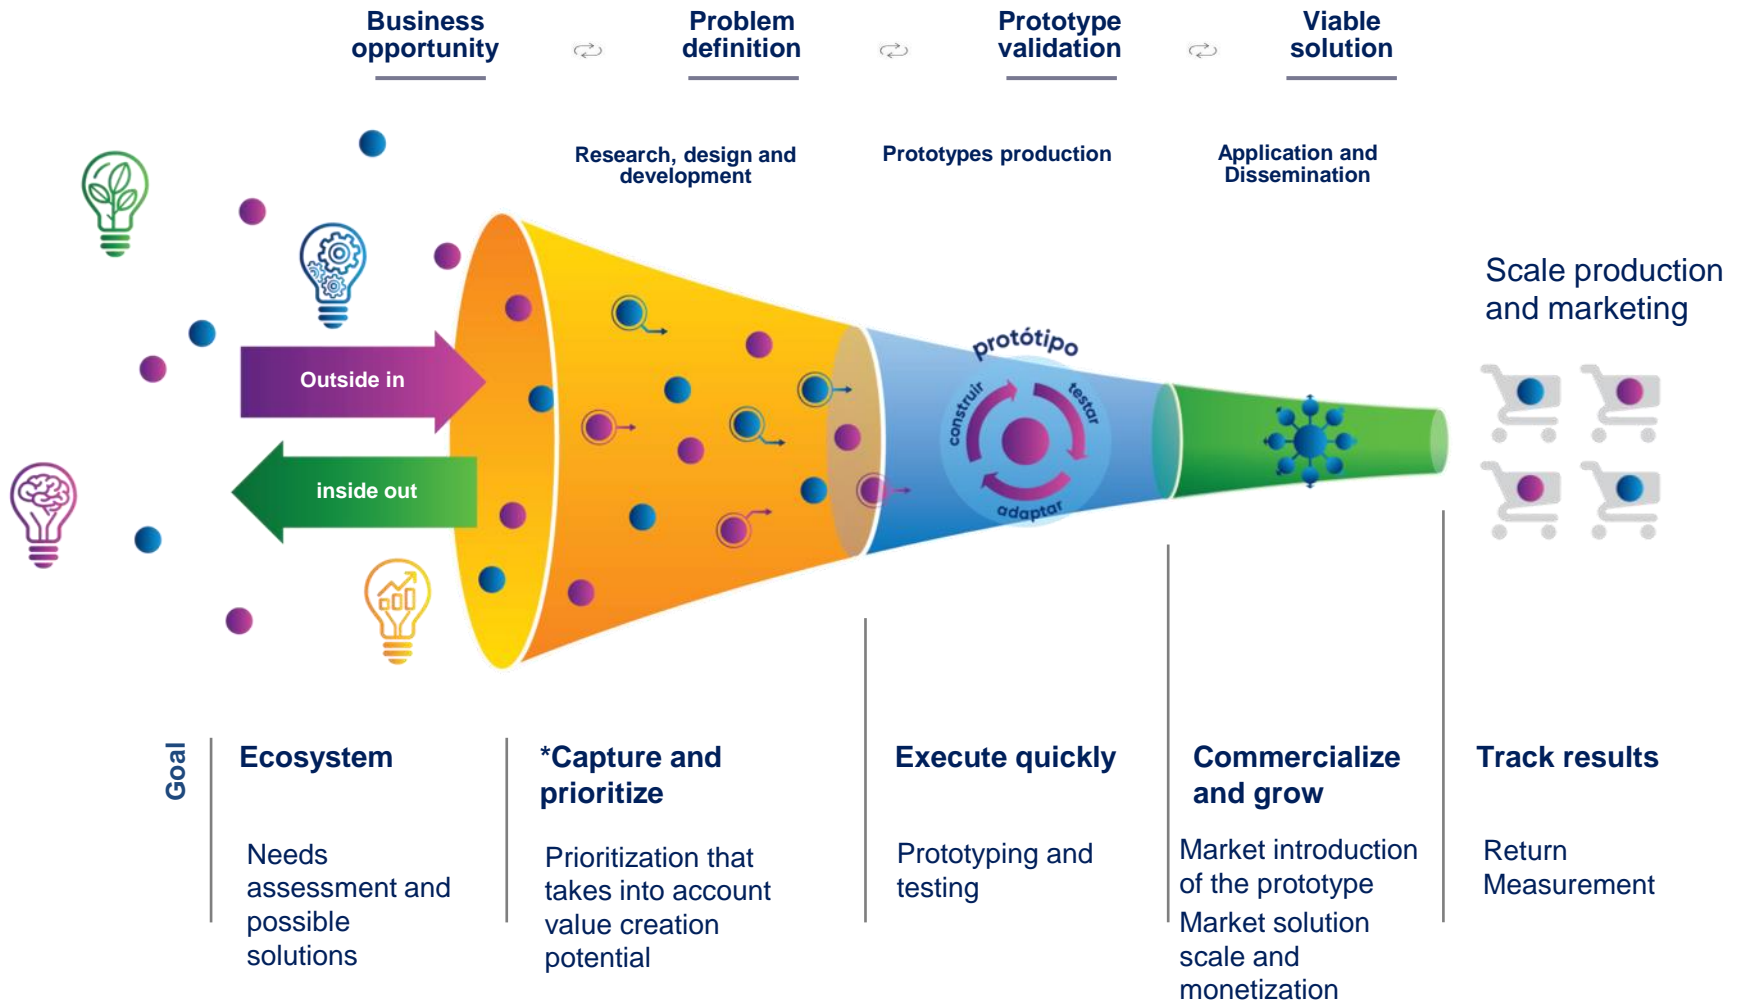 Business
opportunity
Problem
definition
Prototype
validation
Viable
solution
Research, design and
development
Prototypes production
Application and
Dissemination
Scale production
and marketing
Outside in
inside out
protótipo
construir
testar
adaptar
Goal
Ecosystem
Needs
assessment and
possible
solutions
*Capture and
prioritize
Prioritization that
takes into account
value creation
potential
Execute quickly
Prototyping and
testing
Commercialize
and grow
Market introduction
of the prototype
Market solution
scale and
monetization
Track results
Return
Measurement